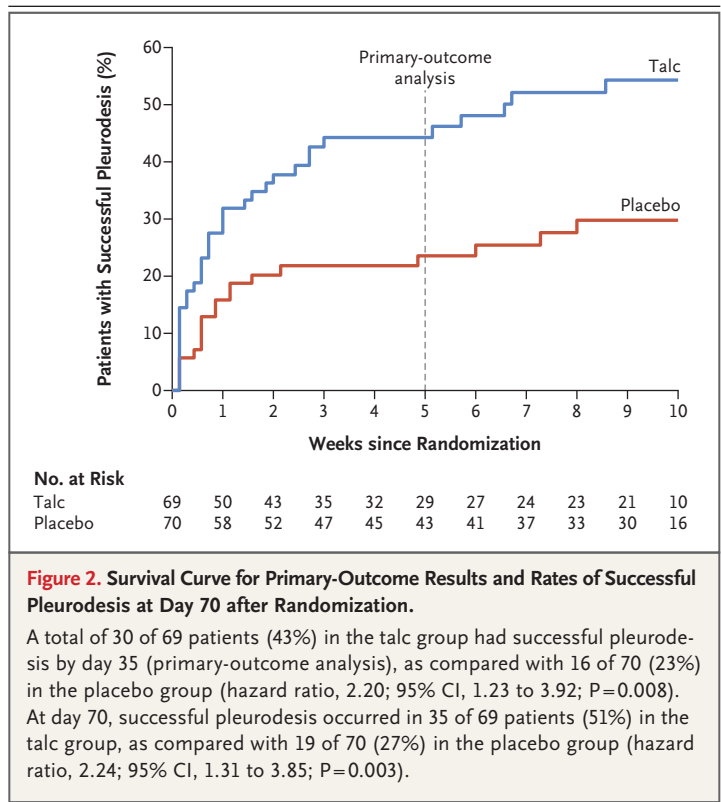 Patients with Successful Pleurodesis (%)
60
50
40
30
20
10
0
Primary-outcome
analysis
Talc
Placebo
0 1 2 3 4 5 6 7 8 9 10
Weeks since Randomization
No. at Risk
Talc 69 50 43 35 32 29 27 24 23 21 10
Placebo 70 58 52 47 45 43 41 37 33 30 16
Figure 2. Survival Curve for Primary-Outcome Results and Rates of Successful
Pleurodesis at Day 70 after Randomization.
A total of 30 of 69 patients (43%) in the talc group had successful pleurode-
sis by day 35 (primary-outcome analysis), as compared with 16 of 70 (23%)
in the placebo group (hazard ratio, 2.20; 95% CI, 1.23 to 3.92; P=0.008).
At day 70, successful pleurodesis occurred in 35 of 69 patients (51%) in the
talc group, as compared with 19 of 70 (27%) in the placebo group (hazard
ratio, 2.24; 95% CI, 1.31 to 3.85; P=0.003).